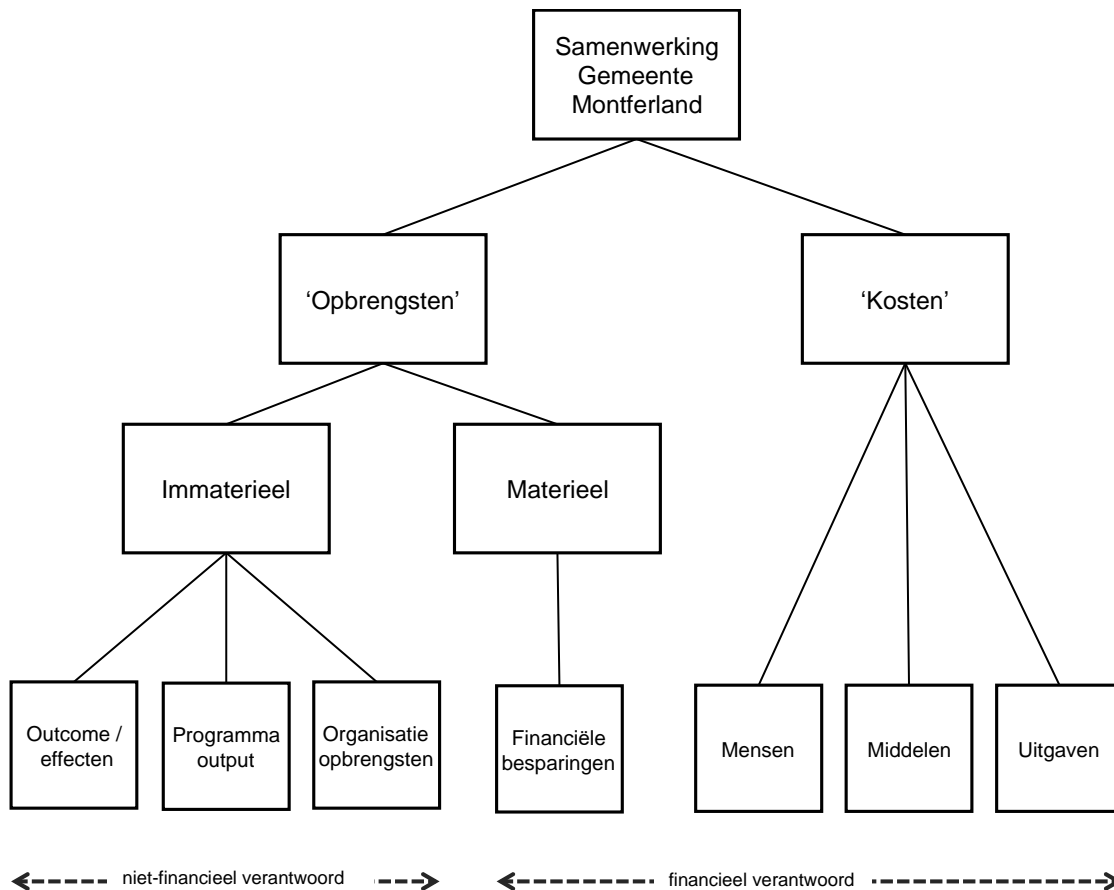 Samenwerking
Gemeente
Montferland
‘Opbrengsten’
‘Kosten’
Immaterieel
Materieel
Outcome /
effecten
Programma
output
Organisatie
opbrengsten
Financiële
besparingen
Mensen
Middelen
Uitgaven
niet-financieel verantwoord
financieel verantwoord